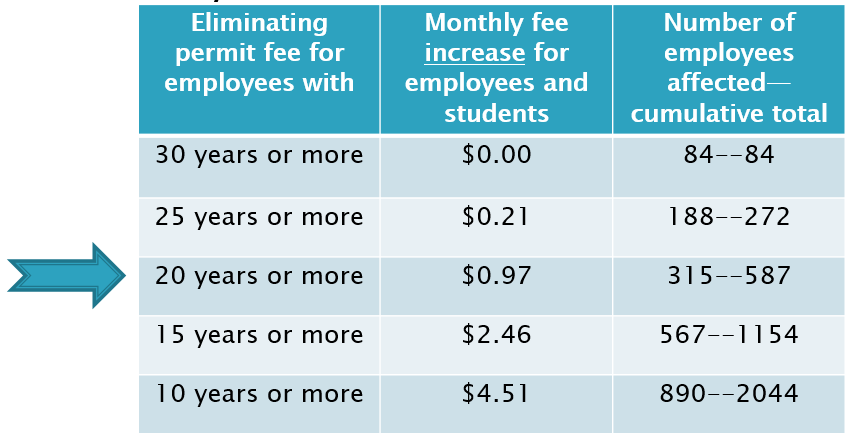 Eliminating
permit fee for
employees with
Monthly fee
increase for
employees and
students
Number of
employees
affected—
cumulative total
30 years or more $0.00 84--84
25 years or more $0.21 188--272
20 years or more $0.97 315--587
15 years or more $2.46 567--1154
10 years or more $4.51 890--2044